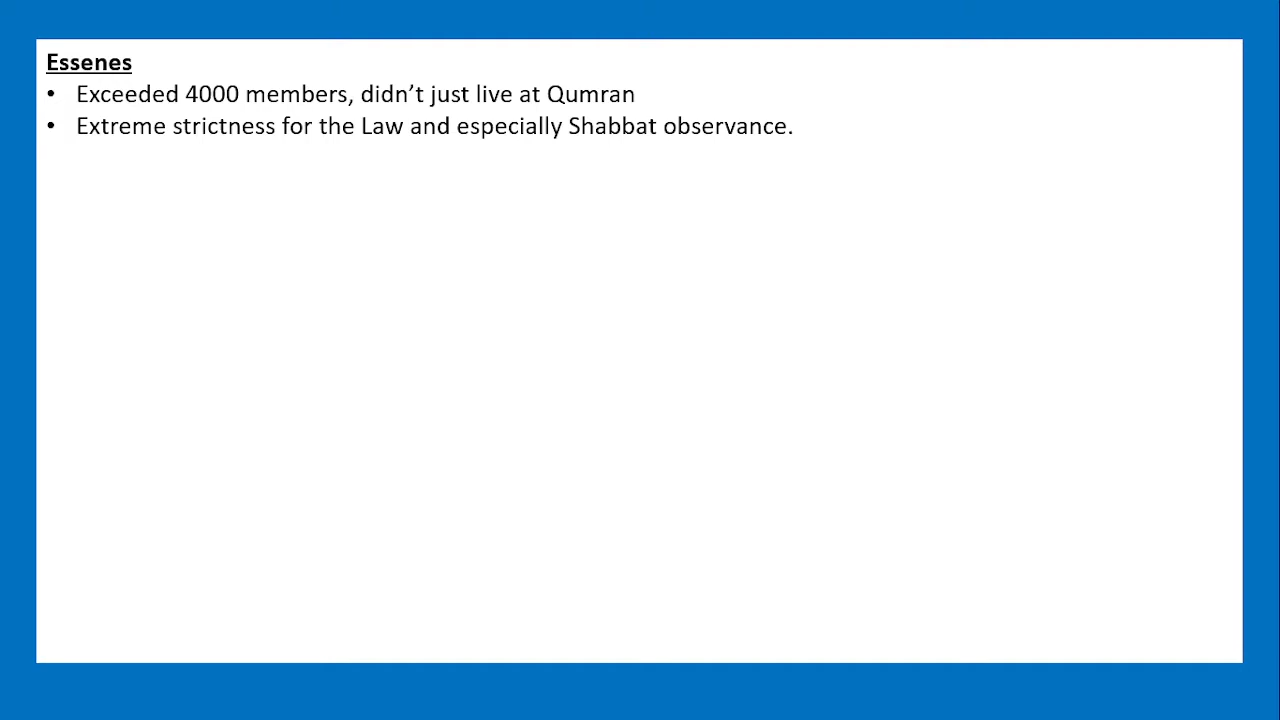 Essenes
• Exceeded 4000 members, didn’t just live at Qumran
• Extreme strictness for the Law and especially Shabbat observance.